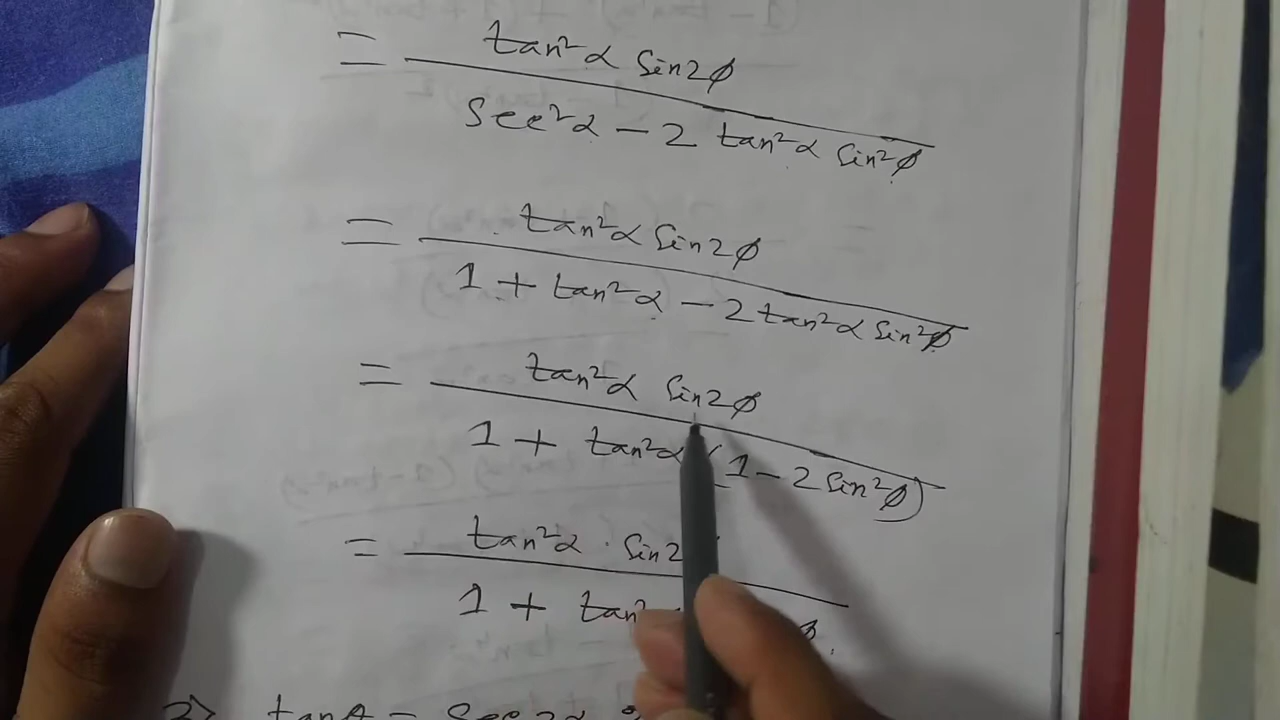 = tan²α sin2φ
sec²α − 2 tan²α sin²φ
= tan²α sin2φ
1 + tan²α − 2 tan²α sin²φ
= tan²α sin2φ
1 + tan²α (1 − 2 sin²φ)
= tan²α · sin2
1 + tan² φ